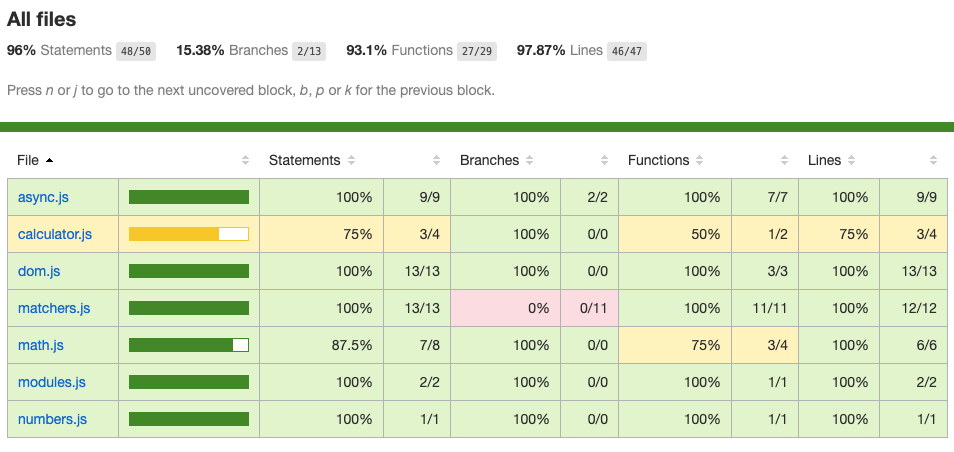 All files
96% Statements 48/50 15.38% Branches 2/13 93.1% Functions 27/29 97.87% Lines 46/47
Press n or j to go to the next uncovered block, b, p or k for the previous block.
File Statements Branches Functions Lines
async.js 100% 9/9 100% 2/2 100% 7/7 100% 9/9
calculator.js 75% 3/4 100% 0/0 50% 1/2 75% 3/4
dom.js 100% 13/13 100% 0/0 100% 3/3 100% 13/13
matchers.js 100% 13/13 0% 0/11 100% 11/11 100% 12/12
math.js 87.5% 7/8 100% 0/0 75% 3/4 100% 6/6
modules.js 100% 2/2 100% 0/0 100% 1/1 100% 2/2
numbers.js 100% 1/1 100% 0/0 100% 1/1 100% 1/1